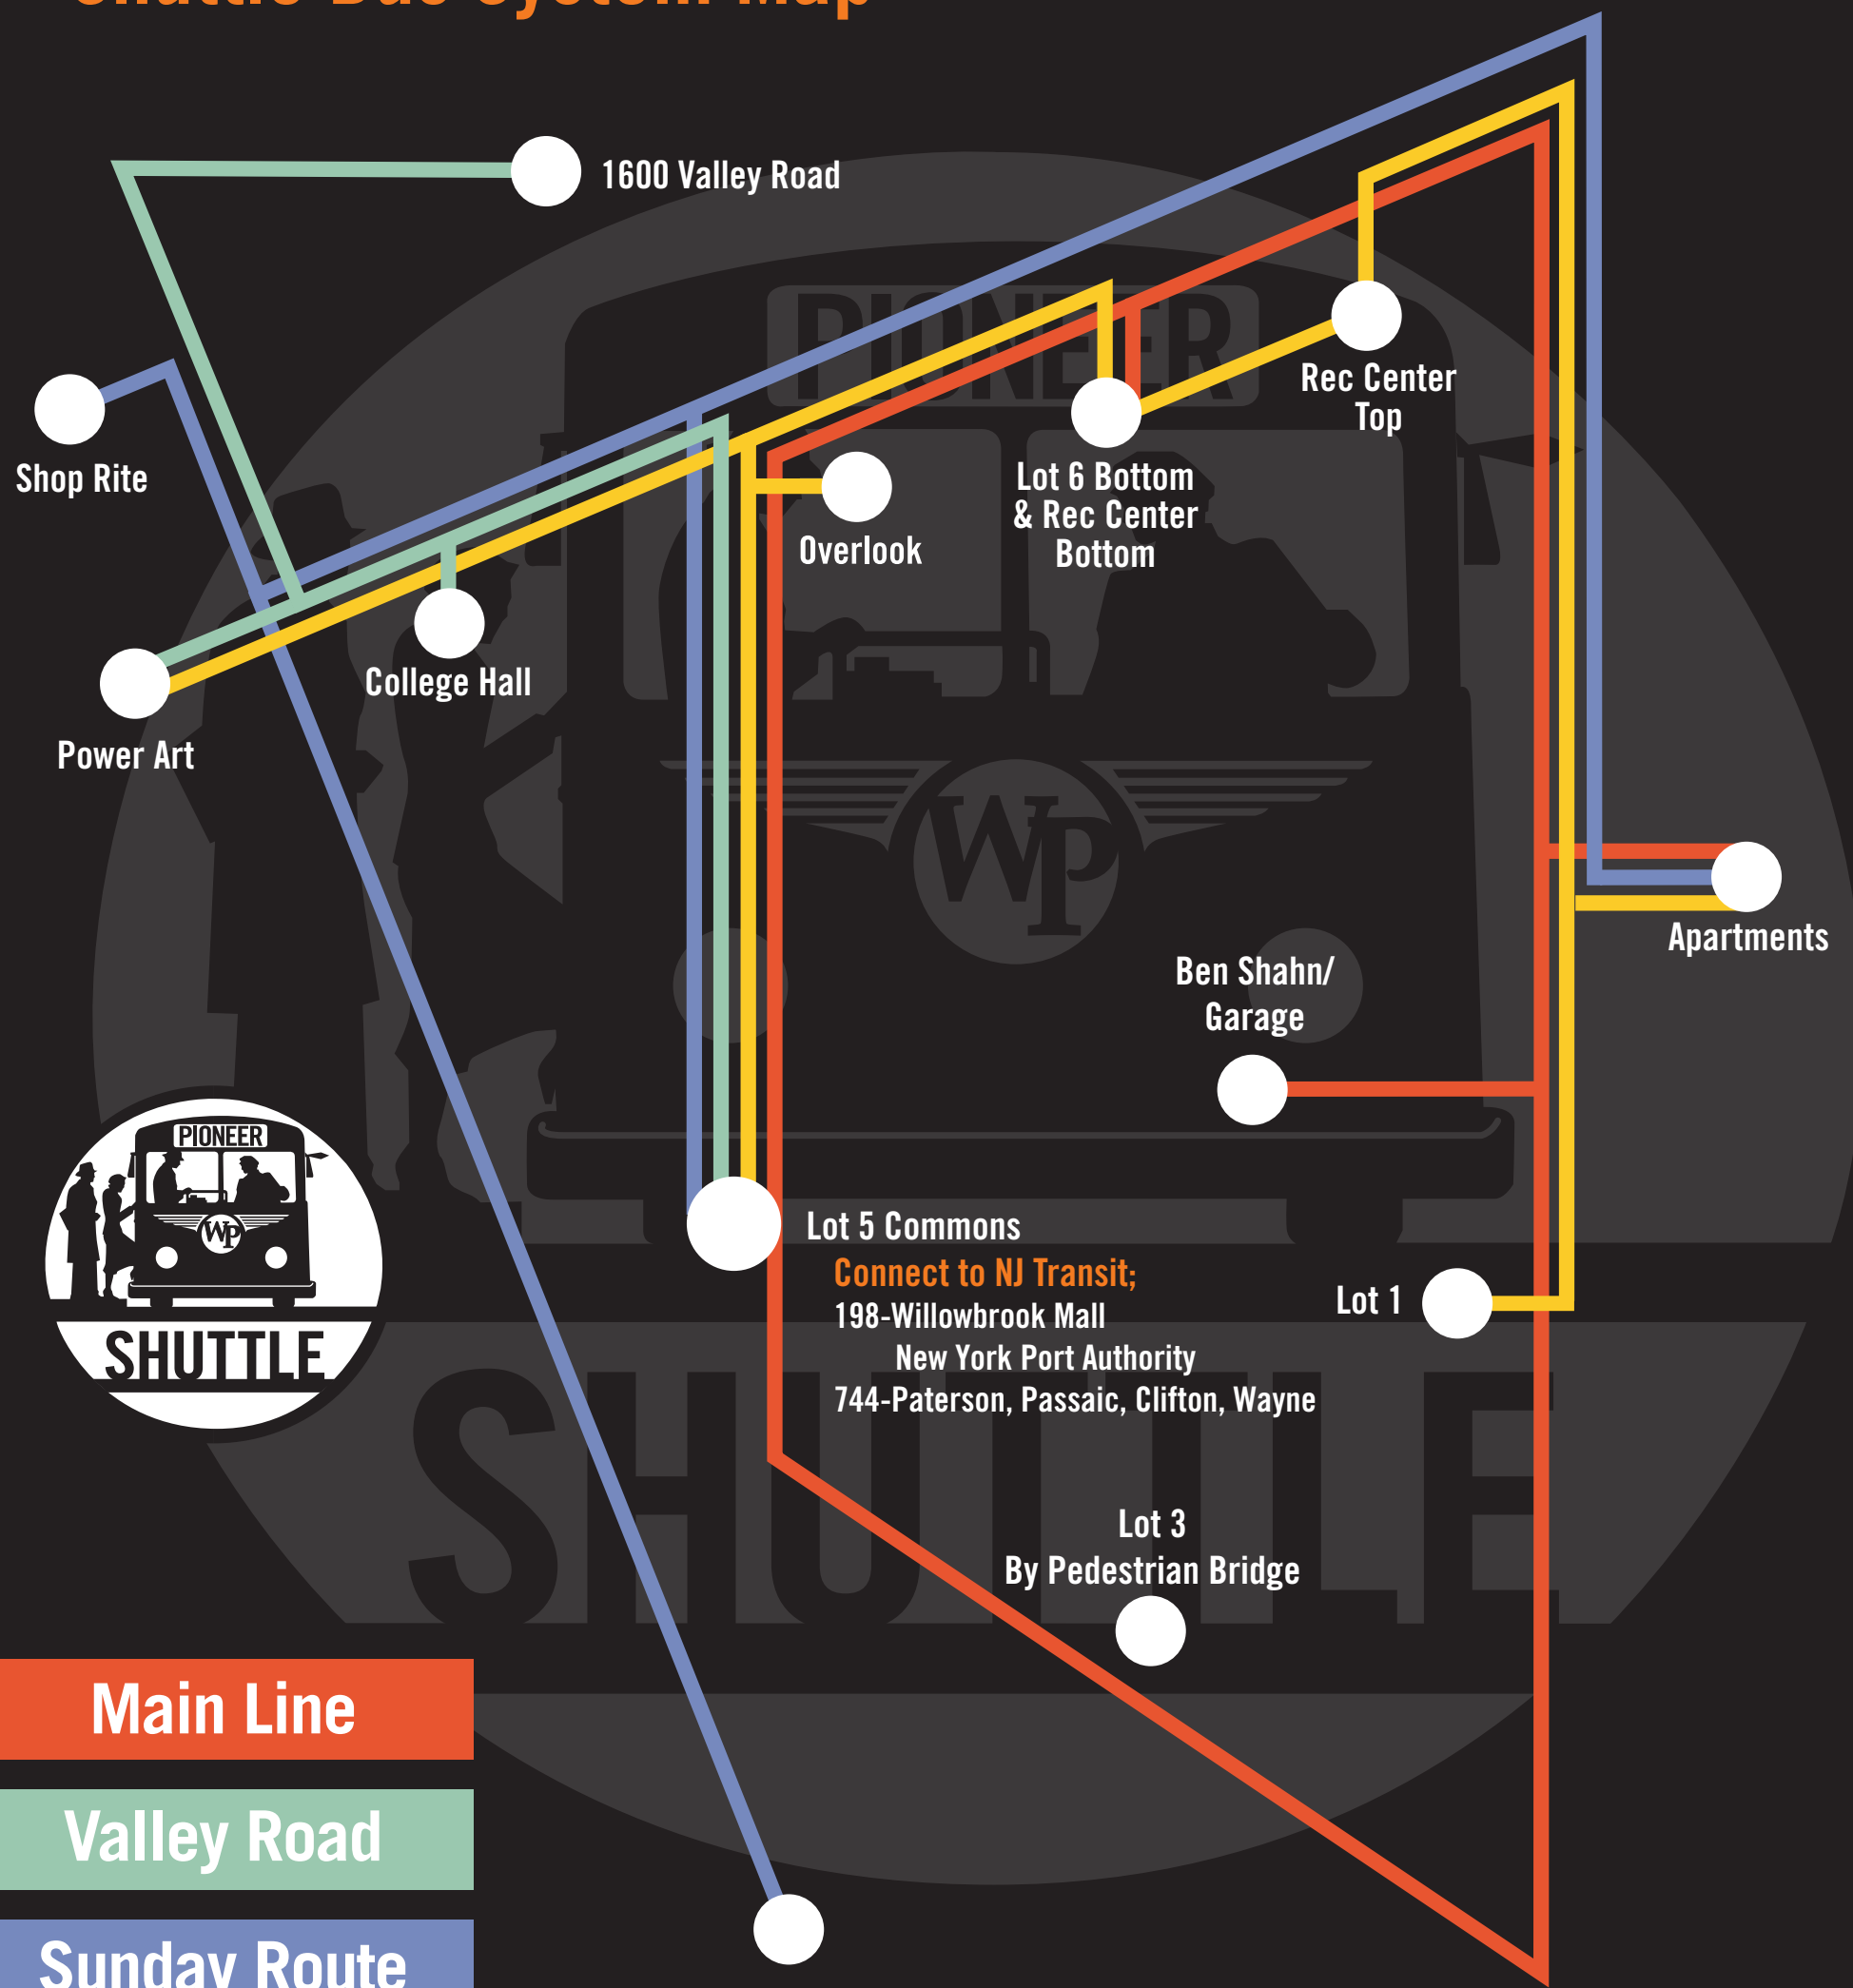 Shuttle Bus System Map
1600 Valley Road
Shop Rite
Power Art
College Hall
Overlook
Lot 6 Bottom
& Rec Center
Bottom
Rec Center
Top
Apartments
Ben Shahn/
Garage
Lot 5 Commons
Connect to NJ Transit;
198-Willowbrook Mall
New York Port Authority
744-Paterson, Passaic, Clifton, Wayne
Lot 1
Lot 3
By Pedestrian Bridge
PIONEER
WP
SHUTTLE
PIONEER
WP
SHUTTLE
Main Line
Valley Road
Sunday Route